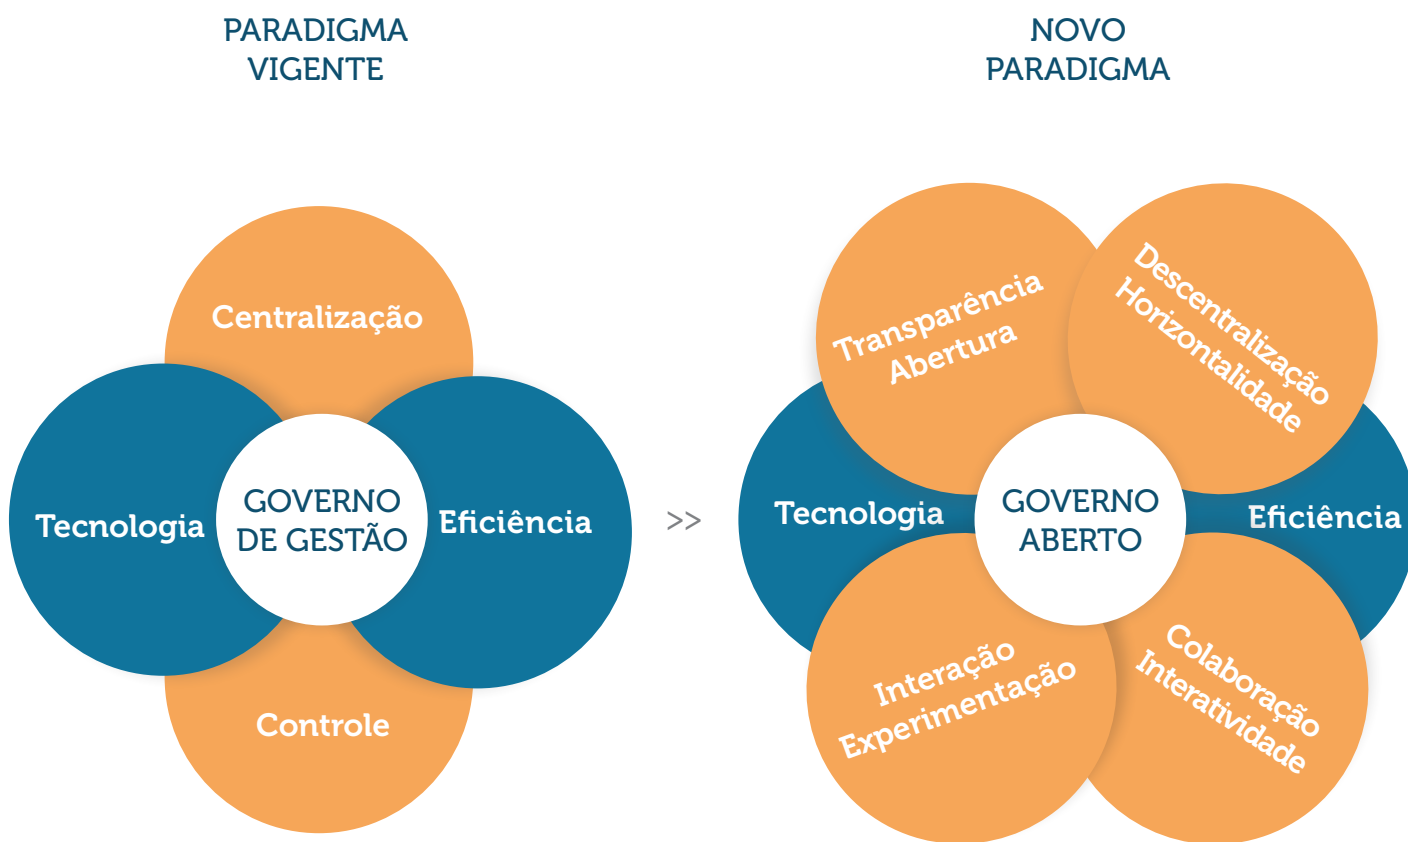 PARADIGMA
VIGENTE
Centralização
Tecnologia
GOVERNO
DE GESTÃO
Eficiência
Controle
>>
NOVO
PARADIGMA
Transparência
Abertura
Descentralização
Horizontalidade
Tecnologia
GOVERNO
ABERTO
Eficiência
Interação
Experimentação
Colaboração
Interatividade